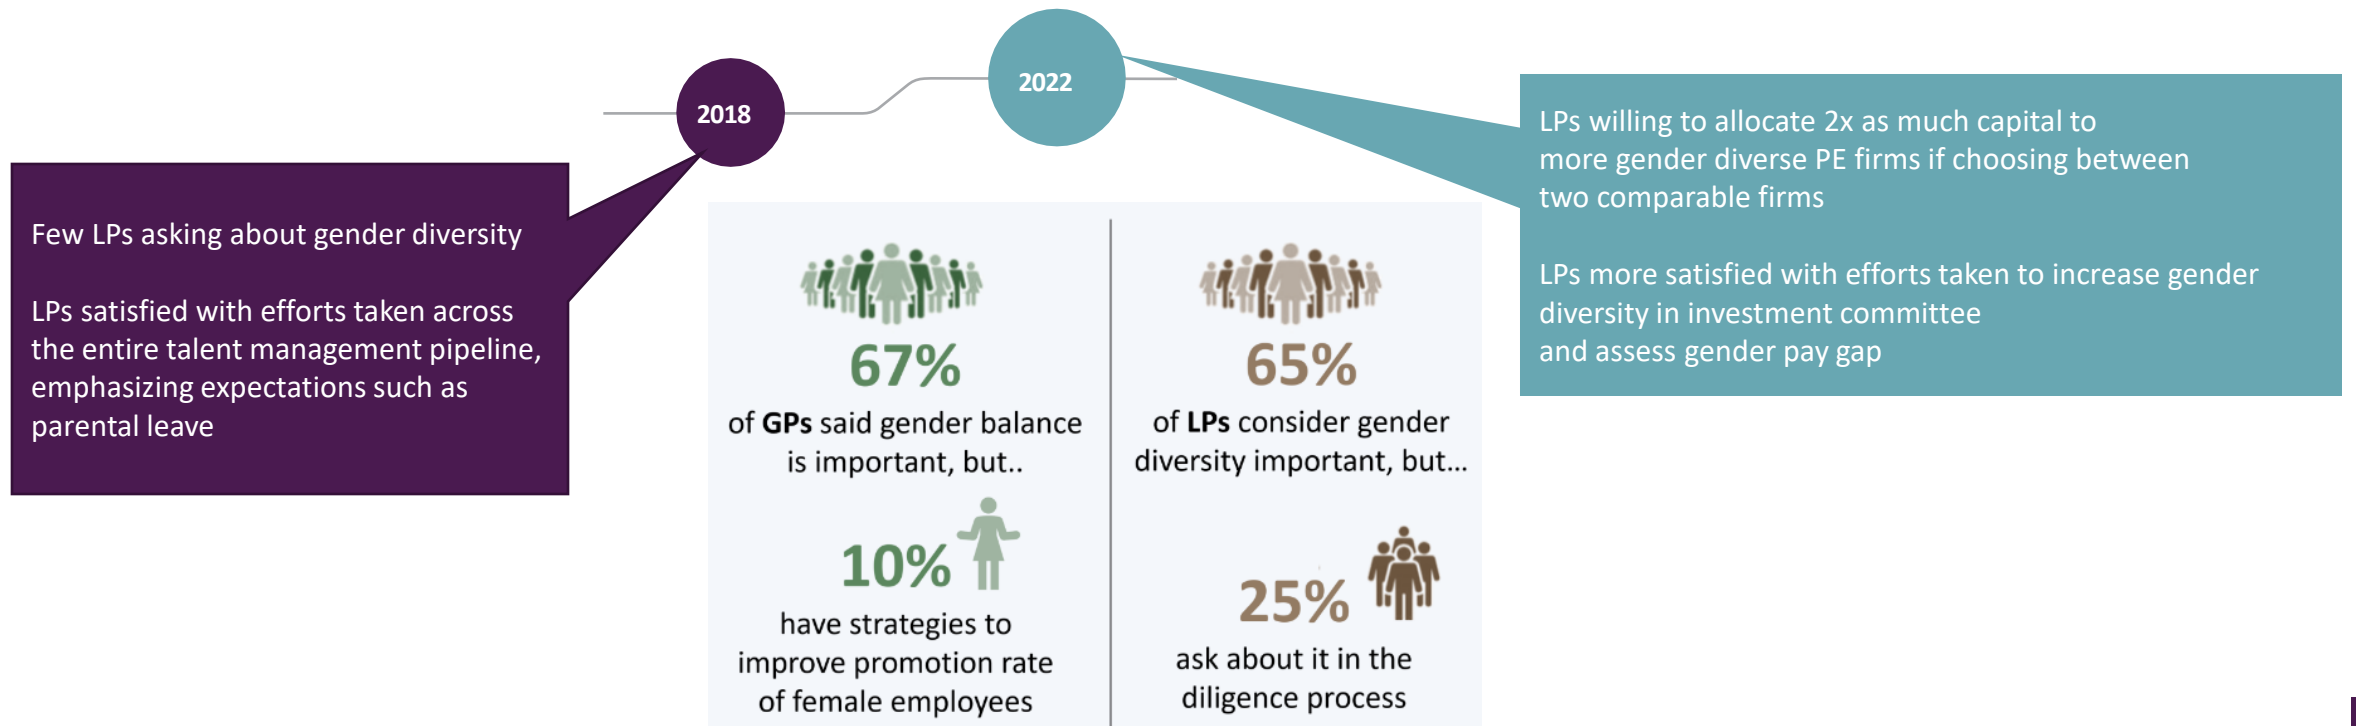 2018
2022
Few LPs asking about gender diversity
LPs satisfied with efforts taken across
the entire talent management pipeline,
emphasizing expectations such as
parental leave
67%
of GPs said gender balance
is important, but..
10%
have strategies to
improve promotion rate
of female employees
65%
of LPs consider gender
diversity important, but...
25%
ask about it in the
diligence process
LPs willing to allocate 2x as much capital to
more gender diverse PE firms if choosing between
two comparable firms
LPs more satisfied with efforts taken to increase gender
diversity in investment committee
and assess gender pay gap